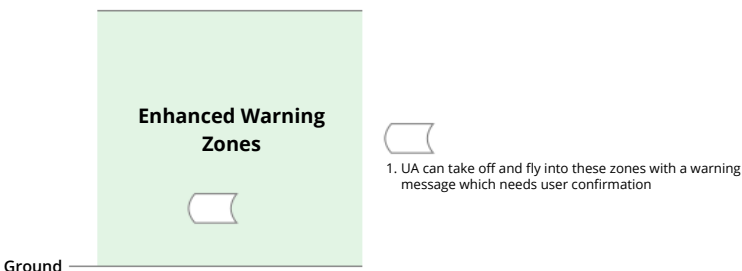 Enhanced Warning
Zones
1. UA can take off and fly into these zones with a warning
message which needs user confirmation
Ground